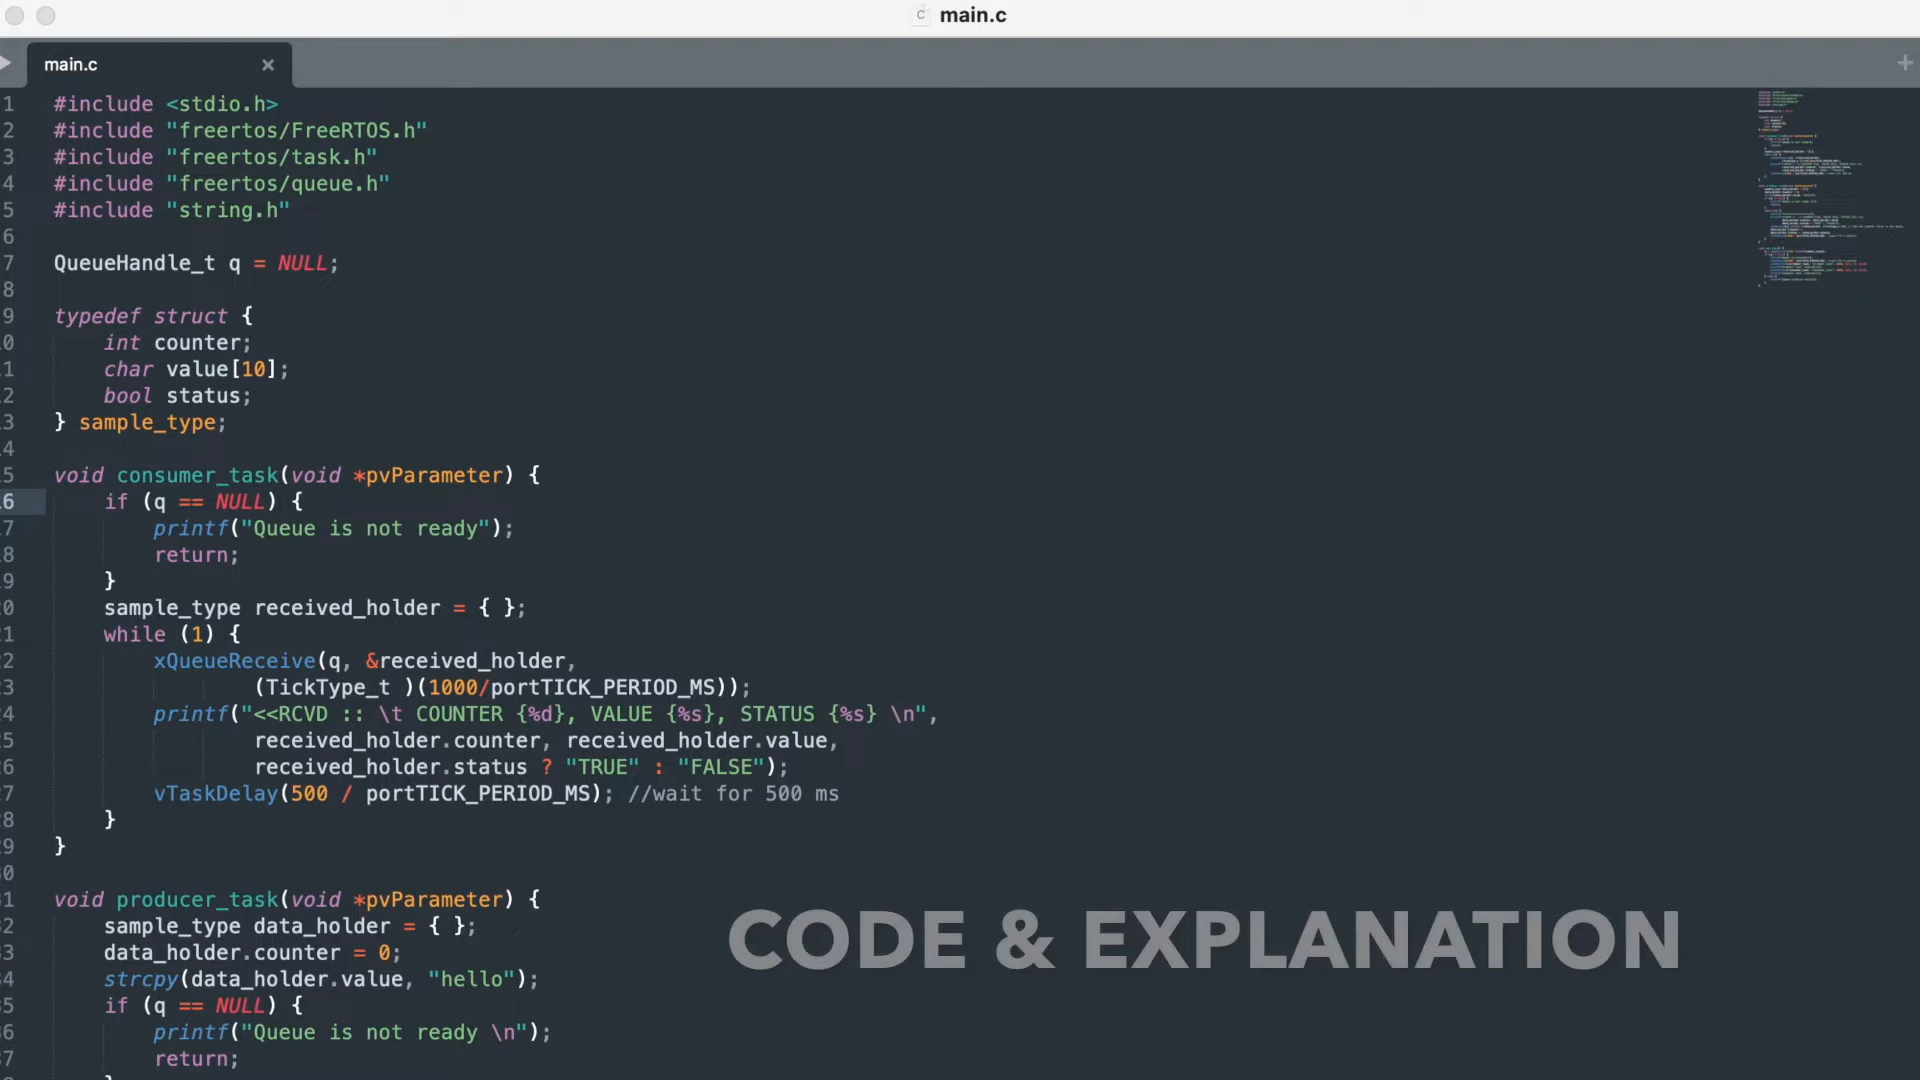 main.c
main.c
1 #include <stdio.h>
2 #include "freertos/FreeRTOS.h"
3 #include "freertos/task.h"
4 #include "freertos/queue.h"
5 #include "string.h"
6
7 QueueHandle_t q = NULL;
8
9 typedef struct {
0     int counter;
1     char value[10];
2     bool status;
3 } sample_type;
4
5 void consumer_task(void *pvParameter) {
6     if (q == NULL) {
7         printf("Queue is not ready");
8         return;
9     }
0     sample_type received_holder = { };
1     while (1) {
2         xQueueReceive(q, &received_holder,
3                 (TickType_t )(1000/portTICK_PERIOD_MS));
4         printf("<<RCVD :: \t COUNTER {%d}, VALUE {%s}, STATUS {%s} \n",
5                 received_holder.counter, received_holder.value,
6                 received_holder.status ? "TRUE" : "FALSE");
7         vTaskDelay(500 / portTICK_PERIOD_MS); //wait for 500 ms
8     }
9 }
0
1 void producer_task(void *pvParameter) {
2     sample_type data_holder = { };
3     data_holder.counter = 0;
4     strcpy(data_holder.value, "hello");
5     if (q == NULL) {
6         printf("Queue is not ready \n");
7         return;
CODE & EXPLANATION